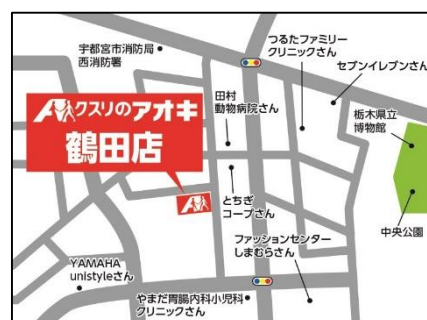 宇都宮市消防局
西消防署
つるたファミリー
クリニックさん
セブンイレブンさん
田村
動物病院さん
栃木県立
博物館
クスリのアオキ
鶴田店
とちぎ
コープさん
中央公園
ファッションセンター
しまむらさん
YAMAHA
unistyleさん
やまだ胃腸内科小児科
クリニックさん